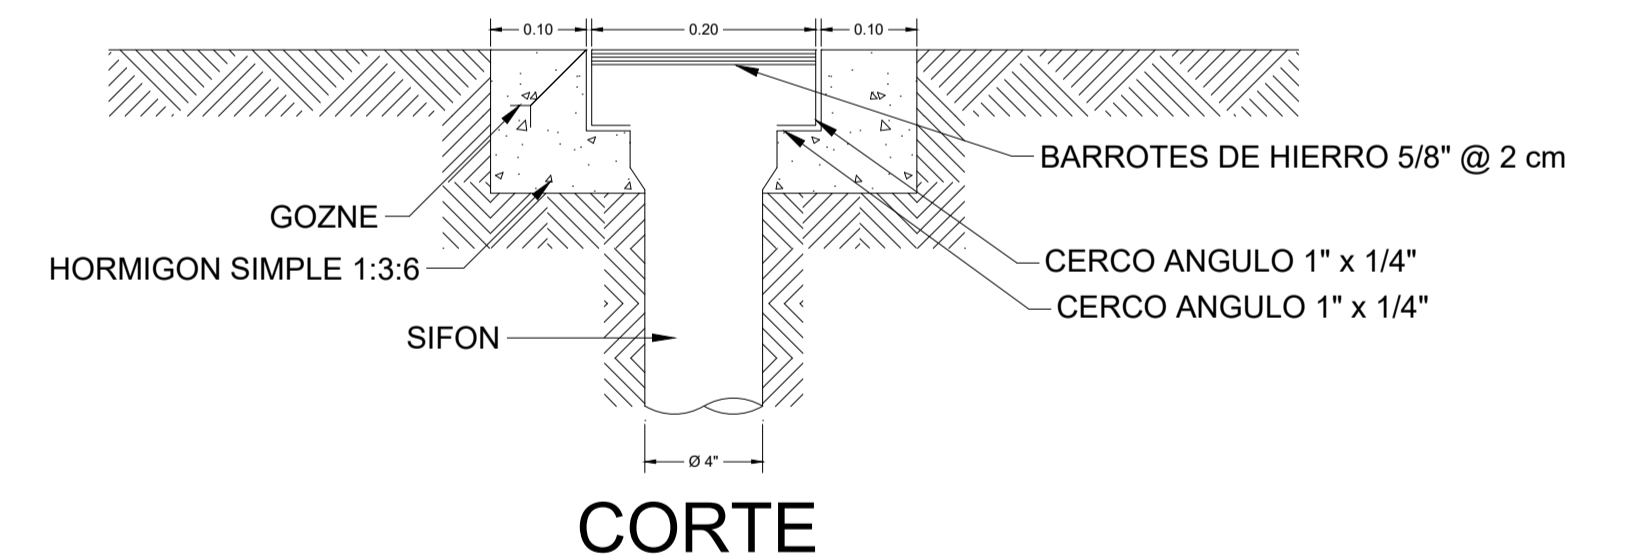 0.10
0.20
0.10
BARROTES DE HIERRO 5/8" @ 2 cm
GOZNE
HORMIGON SIMPLE 1:3:6
CERCO ANGULO 1" x 1/4"
CERCO ANGULO 1" x 1/4"
SIFON
Ø 4"
CORTE